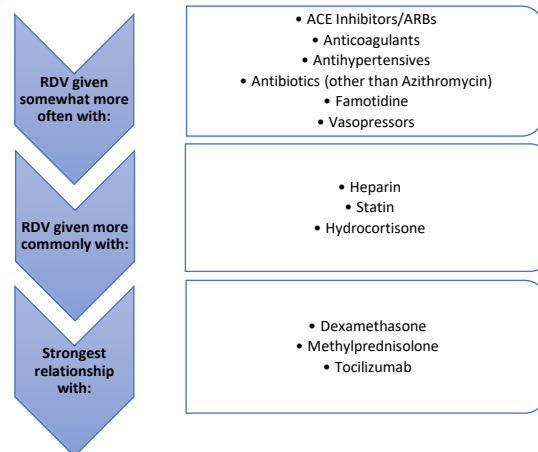 RDV given
somewhat more
often with:
• ACE Inhibitors/ARBs
• Anticoagulants
• Antihypertensives
• Antibiotics (other than Azithromycin)
• Famotidine
• Vasopressors
RDV given more
commonly with:
• Heparin
• Statin
• Hydrocortisone
Strongest
relationship
with:
• Dexamethasone
• Methylprednisolone
• Tocilizumab